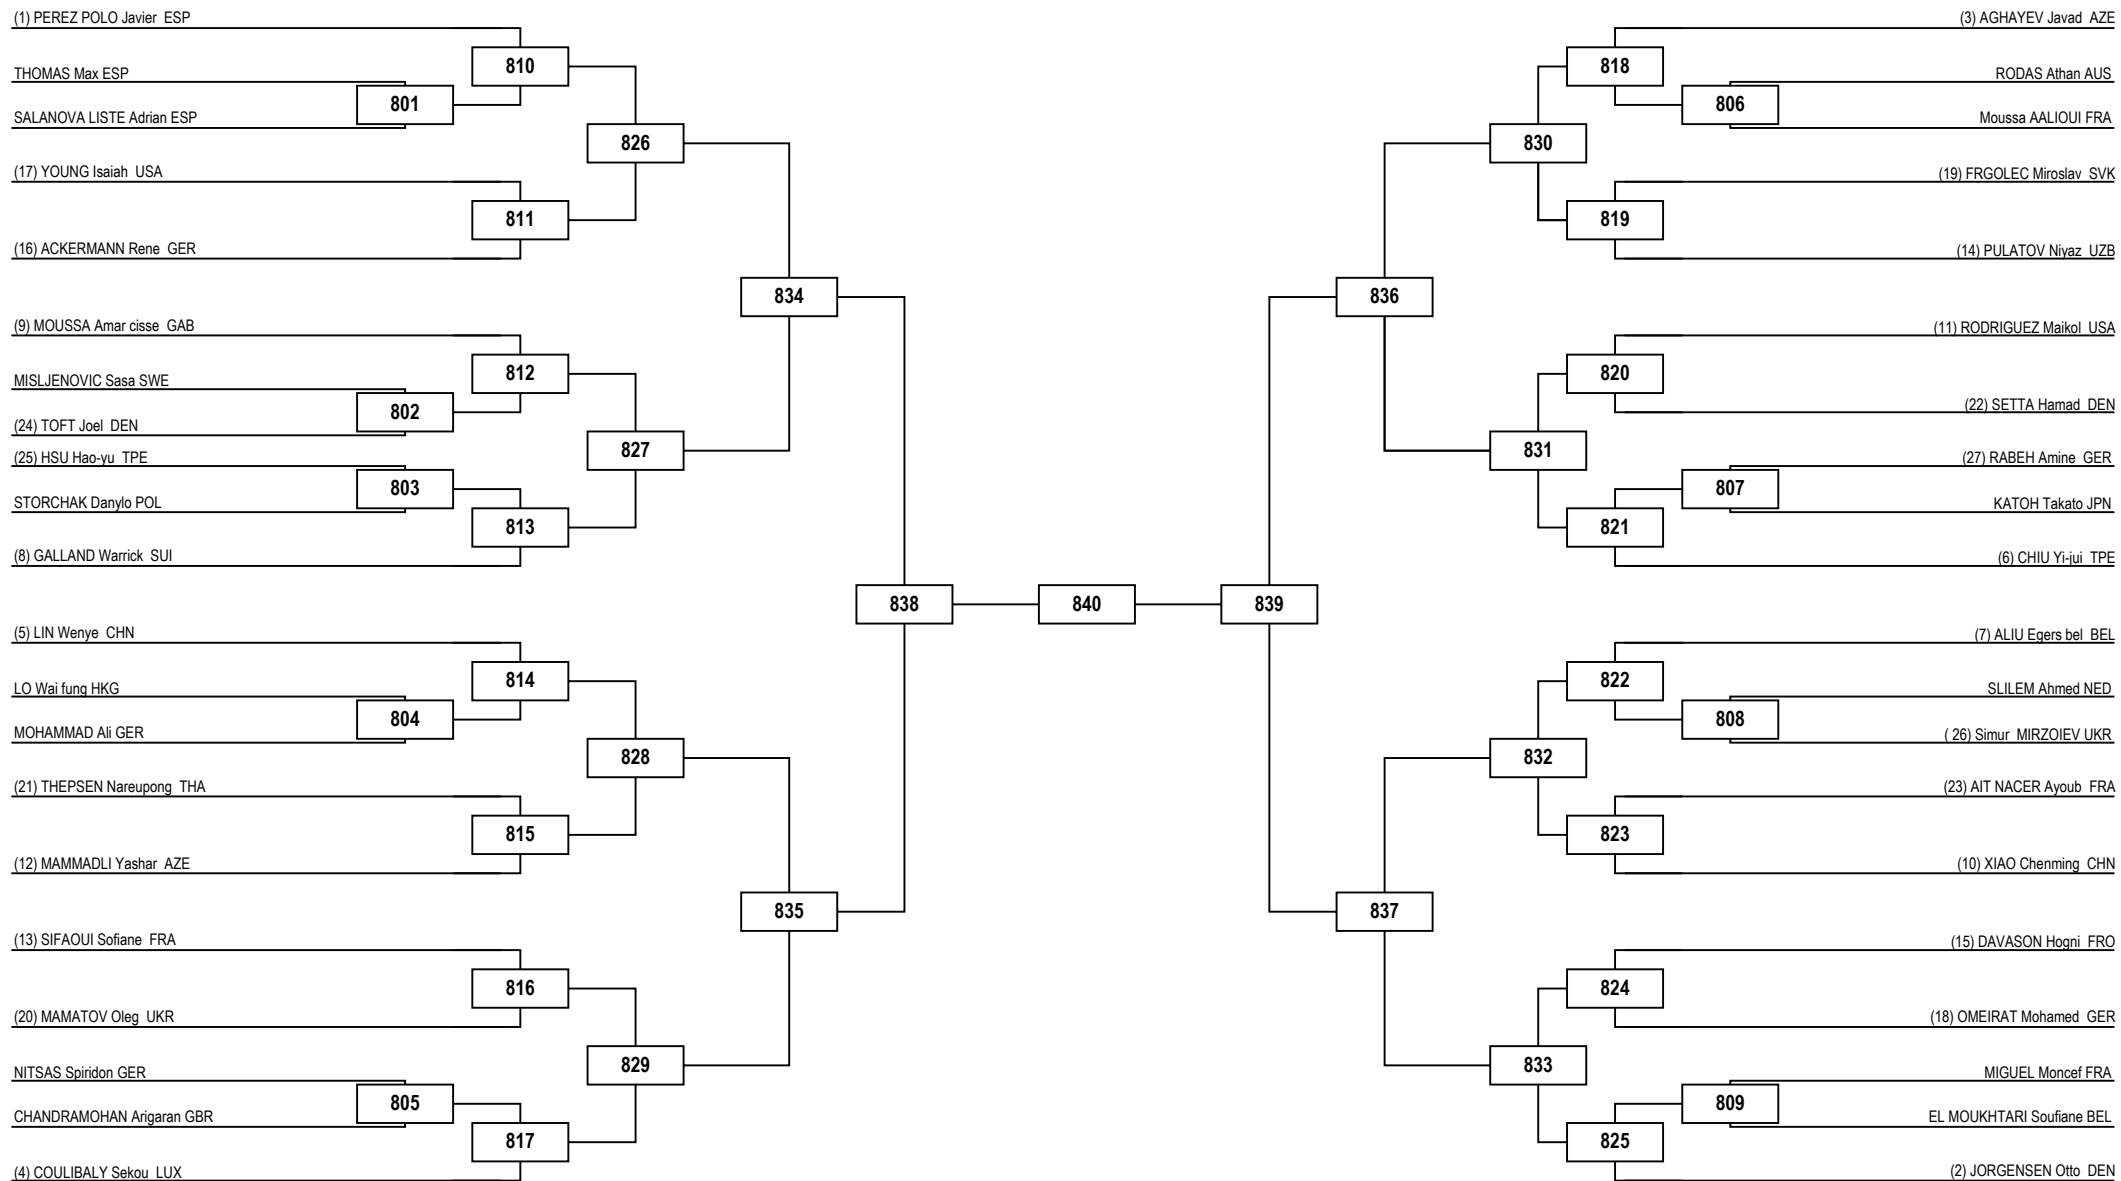 (1) PEREZ POLO Javier ESP
810
THOMAS Max ESP
801
SALANOVA LISTE Adrian ESP
826
(17) YOUNG Isaiah USA
811
(16) ACKERMANN Rene GER
834
(9) MOUSSA Amar cisse GAB
812
MISLJENOVIC Sasa SWE
802
(24) TOFT Joel DEN
827
(25) HSU Hao-yu TPE
803
STORCHAK Danylo POL
813
(8) GALLAND Warrick SUI
838
840
839
(5) LIN Wenye CHN
814
LO Wai fung HKG
804
MOHAMMAD Ali GER
828
(21) THEPSEN Nareupong THA
815
(12) MAMMADLI Yashar AZE
835
(13) SIFAOUI Sofiane FRA
816
(20) MAMATOV Oleg UKR
829
NITSAS Spiridon GER
805
CHANDRAMOHAN Arigaran GBR
817
(4) COULIBALY Sekou LUX
(3) AGHAYEV Javad AZE
818
RODAS Athan AUS
806
Moussa AALIOUI FRA
830
(19) FRGOLEC Miroslav SVK
819
(14) PULATOV Niyaz UZB
836
(11) RODRIGUEZ Maikol USA
820
(22) SETTA Hamad DEN
831
(27) RABEH Amine GER
807
KATOH Takato JPN
821
(6) CHIU Yi-jui TPE
(7) ALIU Egers bel BEL
822
SLILEM Ahmed NED
808
( 26) Simur MIRZOIEV UKR
832
(23) AIT NACER Ayoub FRA
823
(10) XIAO Chenming CHN
837
(15) DAVASON Hogni FRO
824
(18) OMEIRAT Mohamed GER
833
MIGUEL Moncef FRA
809
EL MOUKHTARI Soufiane BEL
825
(2) JORGENSEN Otto DEN